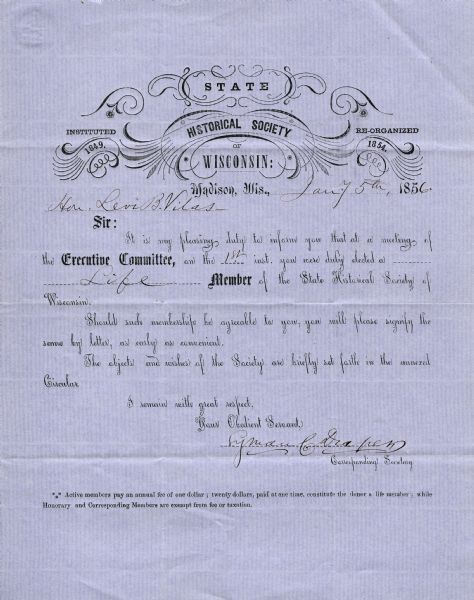 STATE
HISTORICAL SOCIETY
INSTITUTED 1849,
RE-ORGANIZED 1854.
OF
WISCONSIN:
Madison, Wis., Jan'y 5th, 1856.
Hon. Levi B. Vilas
Sir:
It is my pleasing duty to inform you that at a meeting of
the Executive Committee, on the 1st inst, you were duly elected a
Life Member of the State Historical Society of
Wisconsin.
Should such membership be agreeable to you, you will please signify the
same by letter, as early as convenient.
The objects and wishes of the Society are briefly set forth in the annexed
Circular.
I remain with great respect,
Your Obedient Servant,
Lyman C. Draper
Corresponding Secretary
*** Active members pay an annual fee of one dollar; twenty dollars, paid at one time, constitute the donor a life member; while
Honorary and Corresponding Members are exempt from fee or taxation.